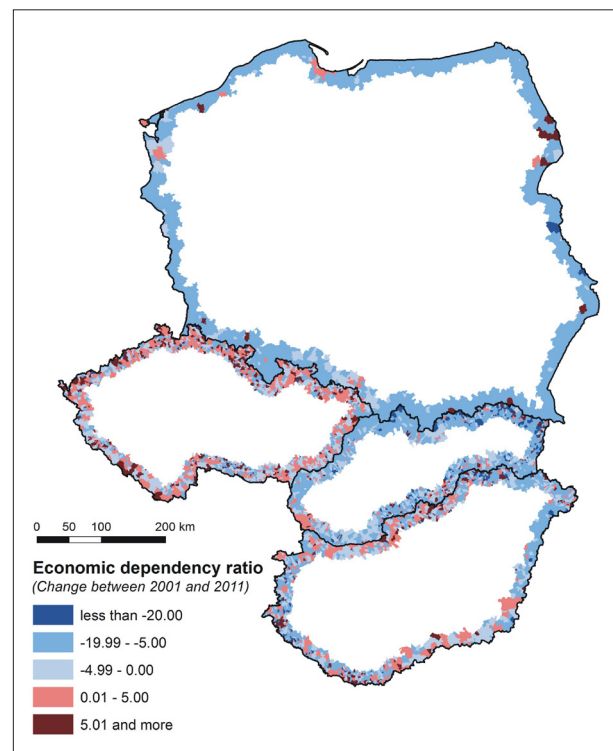 0 50 100 200 km
Economic dependency ratio
(Change between 2001 and 2011)
less than -20.00
-19.99 - -5.00
-4.99 - 0.00
0.01 - 5.00
5.01 and more